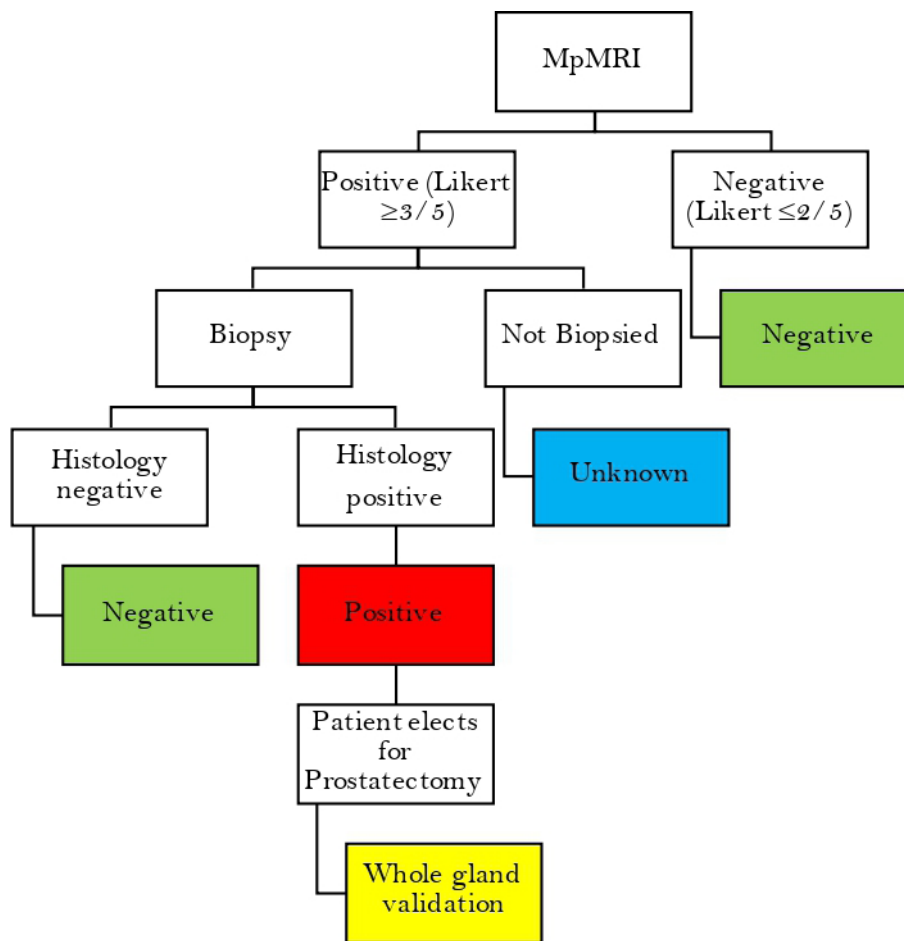 MpMRI
Positive (Likert
≥3/5)
Negative
(Likert ≤2/5)
Biopsy
Not Biopsied
Negative
Histology
negative
Histology
positive
Unknown
Negative
Positive
Patient elects
for
Prostatectomy
Whole gland
validation